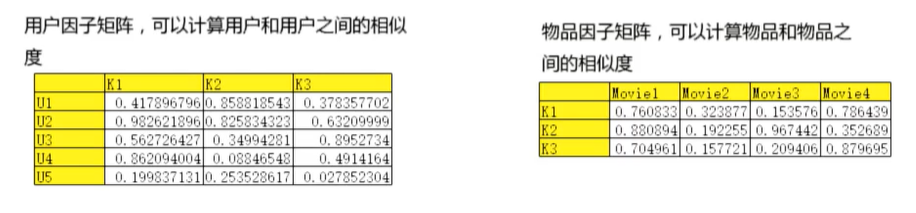 用户因子矩阵，可以计算用户和用户之间的相似
度
K1 K2 K3
U1 0.417896796 0.858818543 0.378357702
U2 0.982621896 0.825834323 0.63209999
U3 0.562726427 0.34994281 0.8952734
U4 0.862094004 0.08846548 0.4914164
U5 0.199837131 0.253528617 0.027852304
物品因子矩阵，可以计算物品和物品之
间的相似度
Movie1 Movie2 Movie3 Movie4
K1 0.760833 0.323877 0.153576 0.786439
K2 0.880894 0.192255 0.967442 0.352689
K3 0.704961 0.157721 0.209406 0.879695